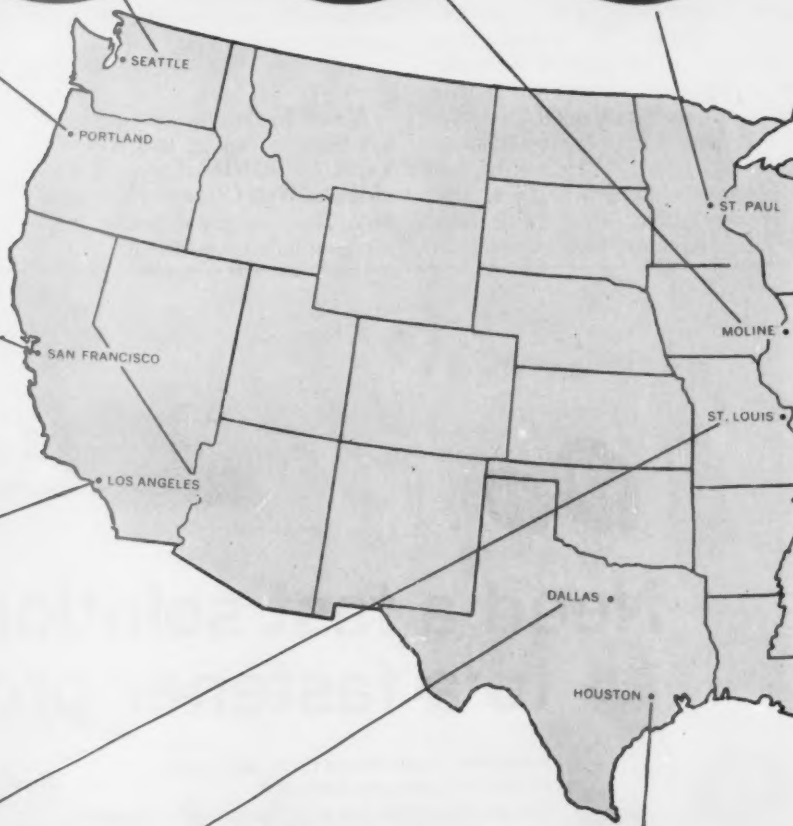 SEATTLE
PORTLAND
ST. PAUL
MOLINE
SAN FRANCISCO
ST. LOUIS
LOS ANGELES
DALLAS
HOUSTON